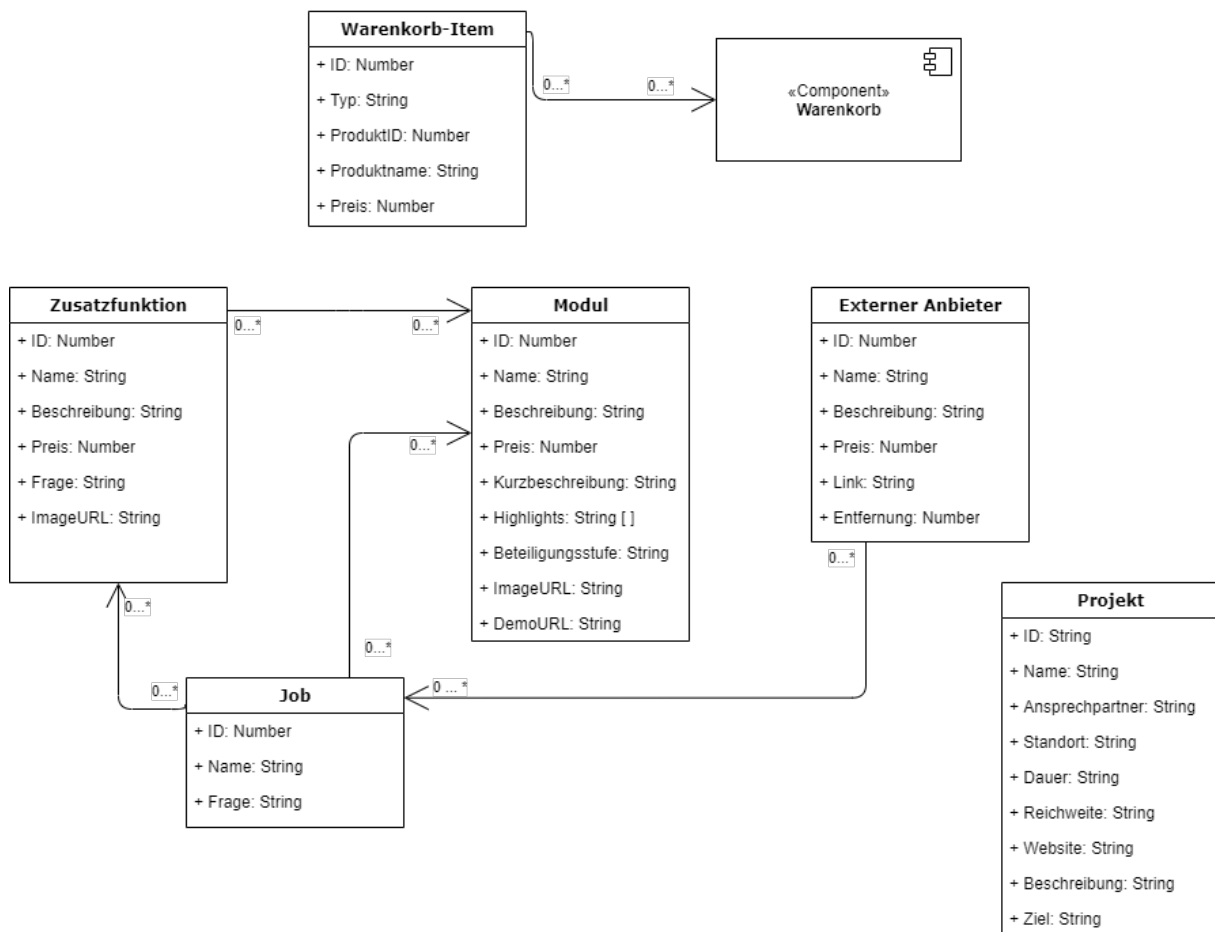 Warenkorb-Item
+ ID: Number
+ Typ: String
+ ProduktID: Number
+ Produktname: String
+ Preis: Number
0...*
0...*
«Component»
Warenkorb
Zusatzfunktion
+ ID: Number
+ Name: String
+ Beschreibung: String
+ Preis: Number
+ Frage: String
+ ImageURL: String
0...*
0...*
Modul
+ ID: Number
+ Name: String
+ Beschreibung: String
+ Preis: Number
+ Kurzbeschreibung: String
+ Highlights: String [ ]
+ Beteiligungsstufe: String
+ ImageURL: String
+ DemoURL: String
0...*
0...*
Externer Anbieter
+ ID: Number
+ Name: String
+ Beschreibung: String
+ Preis: Number
+ Link: String
+ Entfernung: Number
0...*
0 ... *
0...*
0...*
Job
+ ID: Number
+ Name: String
+ Frage: String
Projekt
+ ID: String
+ Name: String
+ Ansprechpartner: String
+ Standort: String
+ Dauer: String
+ Reichweite: String
+ Website: String
+ Beschreibung: String
+ Ziel: String